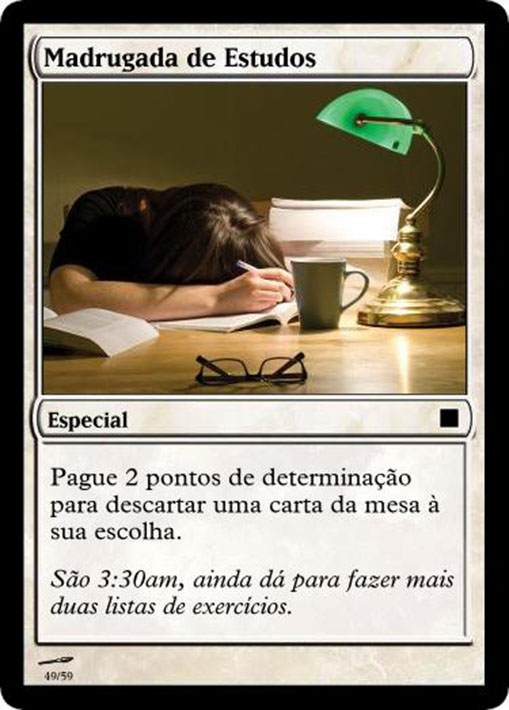 Madrugada de Estudos
Especial
Pague 2 pontos de determinação
para descartar uma carta da mesa à
sua escolha.
São 3:30am, ainda dá para fazer mais
duas listas de exercícios.
49/59